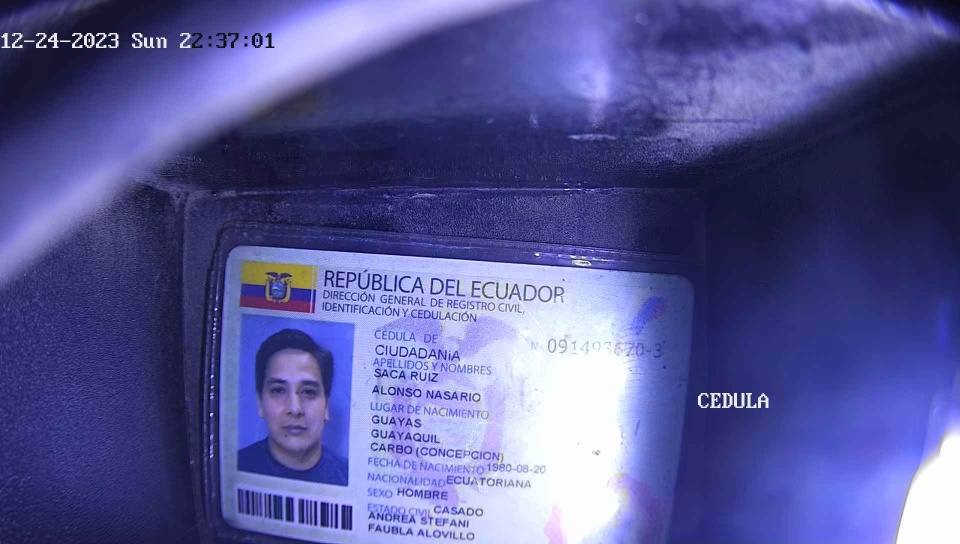 12-24-2023 Sun 22:37:01
REPÚBLICA DEL ECUADOR
DIRECCIÓN GENERAL DE REGISTRO CIVIL,
IDENTIFICACIÓN Y CEDULACIÓN
CÉDULA DE
N. 091493670-3
CIUDADANÍA
APELLIDOS Y NOMBRES
SACA RUIZ
ALONSO NASARIO
CEDULA
LUGAR DE NACIMIENTO
GUAYAS
GUAYAQUIL
CARBO (CONCEPCION)
FECHA DE NACIMIENTO 1980-08-20
NACIONALIDAD ECUATORIANA
SEXO HOMBRE
ESTADO CIVIL CASADO
ANDREA STEFANI
FAUBLA ALOVILLO